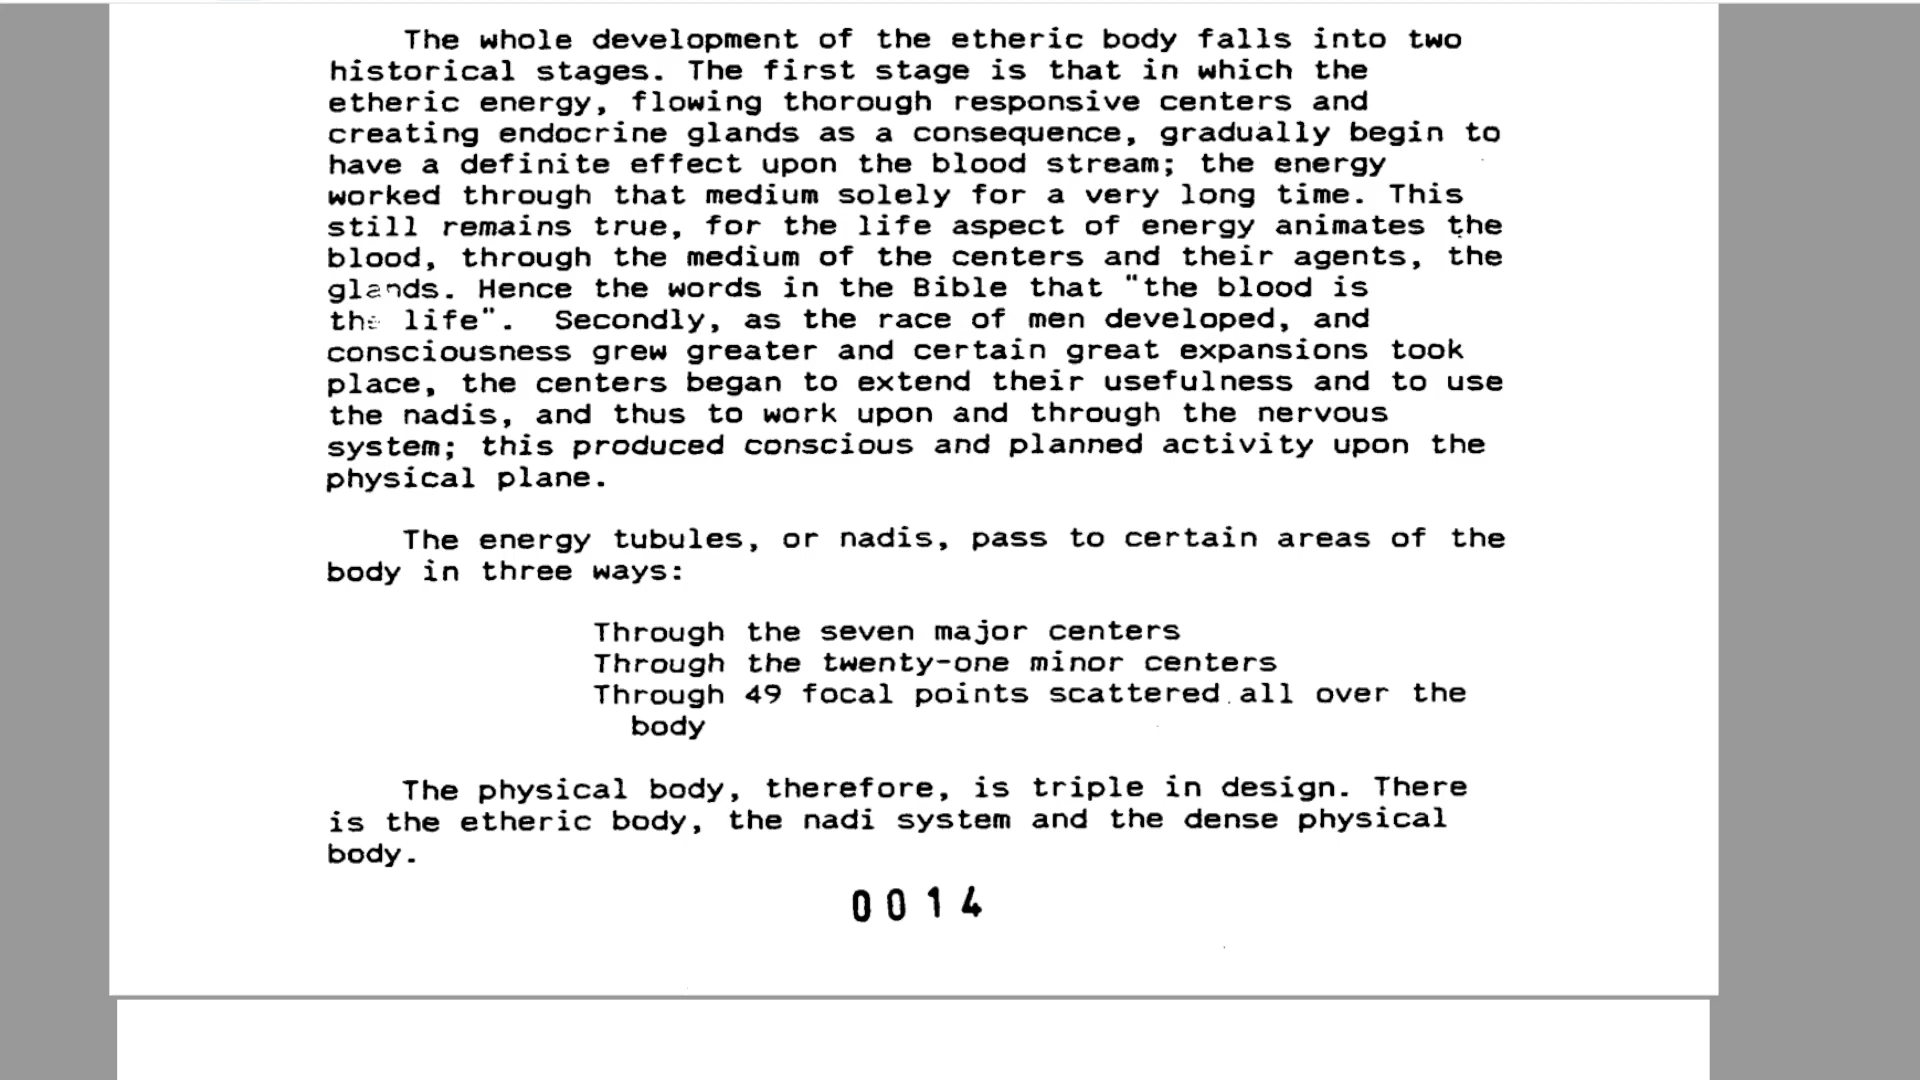 The whole development of the etheric body falls into two
historical stages. The first stage is that in which the
etheric energy, flowing thorough responsive centers and
creating endocrine glands as a consequence, gradually begin to
have a definite effect upon the blood stream; the energy
worked through that medium solely for a very long time. This
still remains true, for the life aspect of energy animates the
blood, through the medium of the centers and their agents, the
glands. Hence the words in the Bible that "the blood is
the life". Secondly, as the race of men developed, and
consciousness grew greater and certain great expansions took
place, the centers began to extend their usefulness and to use
the nadis, and thus to work upon and through the nervous
system; this produced conscious and planned activity upon the
physical plane.
The energy tubules, or nadis, pass to certain areas of the
body in three ways:
Through the seven major centers
Through the twenty-one minor centers
Through 49 focal points scattered all over the
body
The physical body, therefore, is triple in design. There
is the etheric body, the nadi system and the dense physical
body.
0014